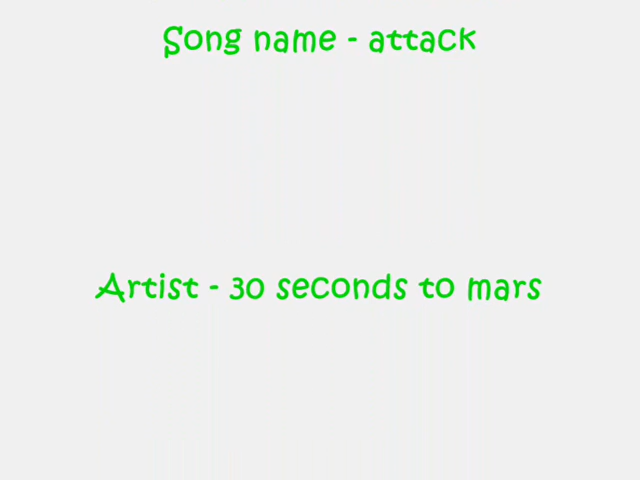 Song name - attack
Artist - 30 seconds to mars